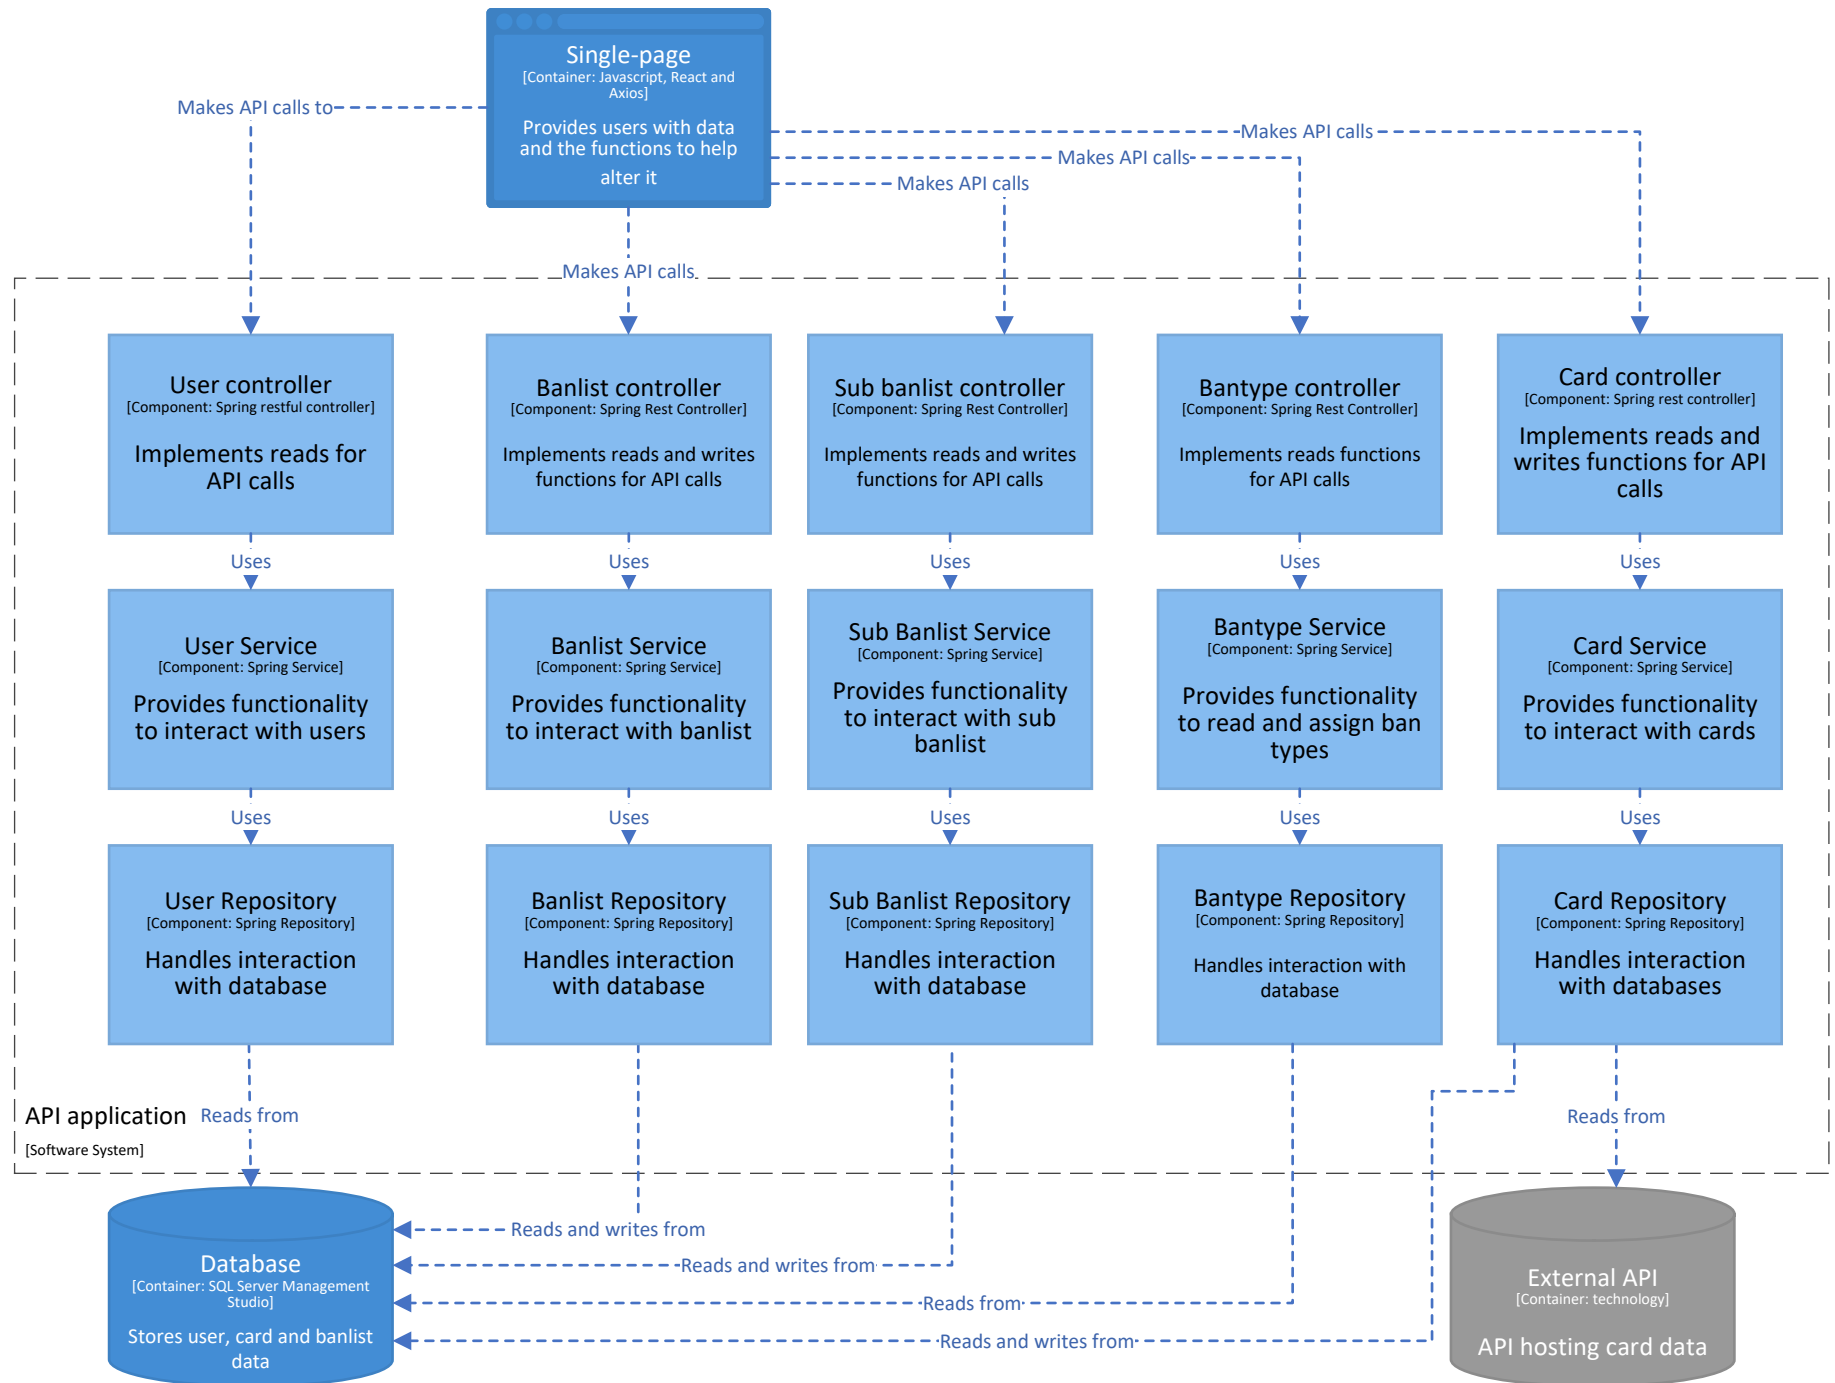 Single-page
[Container: Javascript, React and
Axios]
Provides users with data
and the functions to help
alter it
Makes API calls to
Makes API calls
Makes API calls
Makes API calls
Makes API calls
User controller
[Component: Spring restful controller]
Implements reads for
API calls
Banlist controller
[Component: Spring Rest Controller]
Implements reads and writes
functions for API calls
Sub banlist controller
[Component: Spring Rest Controller]
Implements reads and writes
functions for API calls
Bantype controller
[Component: Spring Rest Controller]
Implements reads functions
for API calls
Card controller
[Component: Spring rest controller]
Implements reads and
writes functions for API
calls
Uses
Uses
Uses
Uses
Uses
User Service
[Component: Spring Service]
Provides functionality
to interact with users
Banlist Service
[Component: Spring Service]
Provides functionality
to interact with banlist
Sub Banlist Service
[Component: Spring Service]
Provides functionality
to interact with sub
banlist
Bantype Service
[Component: Spring Service]
Provides functionality
to read and assign ban
types
Card Service
[Component: Spring Service]
Provides functionality
to interact with cards
Uses
Uses
Uses
Uses
Uses
User Repository
[Component: Spring Repository]
Handles interaction
with database
Banlist Repository
[Component: Spring Repository]
Handles interaction
with database
Sub Banlist Repository
[Component: Spring Repository]
Handles interaction
with database
Bantype Repository
[Component: Spring Repository]
Handles interaction with
database
Card Repository
[Component: Spring Repository]
Handles interaction
with databases
API application
[Software System]
Reads from
Reads from
Reads and writes from
Reads and writes from
Reads from
Reads and writes from
Database
[Container: SQL Server Management
Studio]
Stores user, card and banlist
data
External API
[Container: technology]
API hosting card data